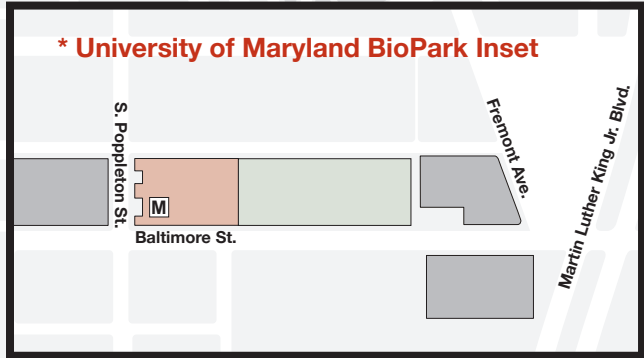 * University of Maryland BioPark Inset
S. Poppleton St.
M
Baltimore St.
Fremont Ave.
Martin Luther King Jr. Blvd.